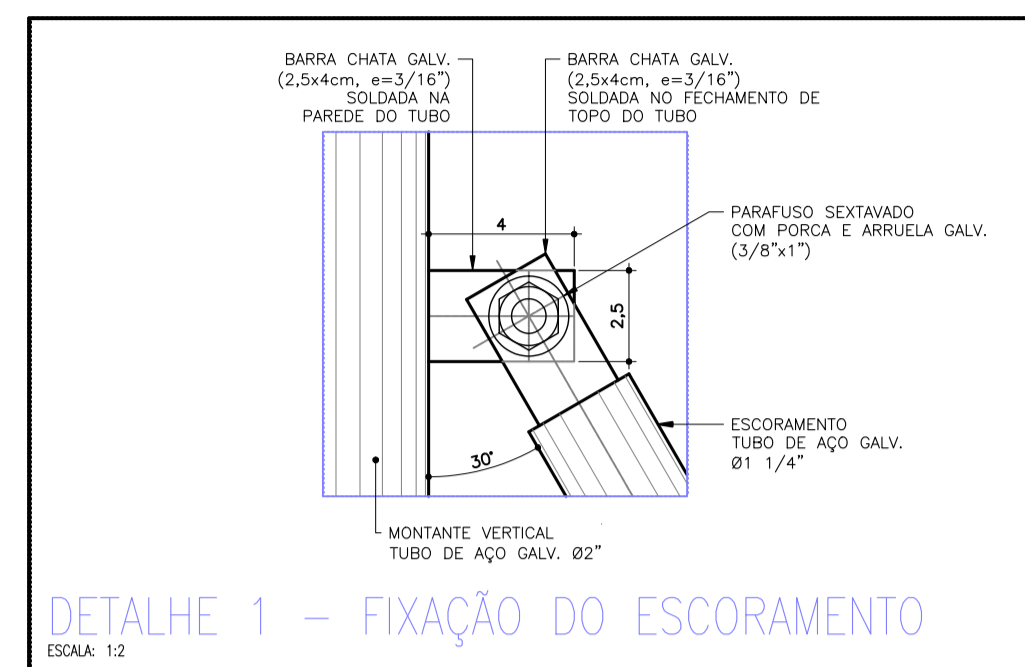 BARRA CHATA GALV.
(2,5x4cm, e=3/16”)
SOLDADA NA
PAREDE DO TUBO
BARRA CHATA GALV.
(2,5x4cm, e=3/16”)
SOLDADA NO FECHAMENTO DE
TOPO DO TUBO
4
PARAFUSO SEXTAVADO
COM PORCA E ARRUELA GALV.
(3/8”x1”)
2,5
ESCORAMENTO
TUBO DE AÇO GALV.
Ø1 1/4”
30°
MONTANTE VERTICAL
TUBO DE AÇO GALV. Ø2”
DETALHE 1 – FIXAÇÃO DO ESCORAMENTO
ESCALA: 1:2